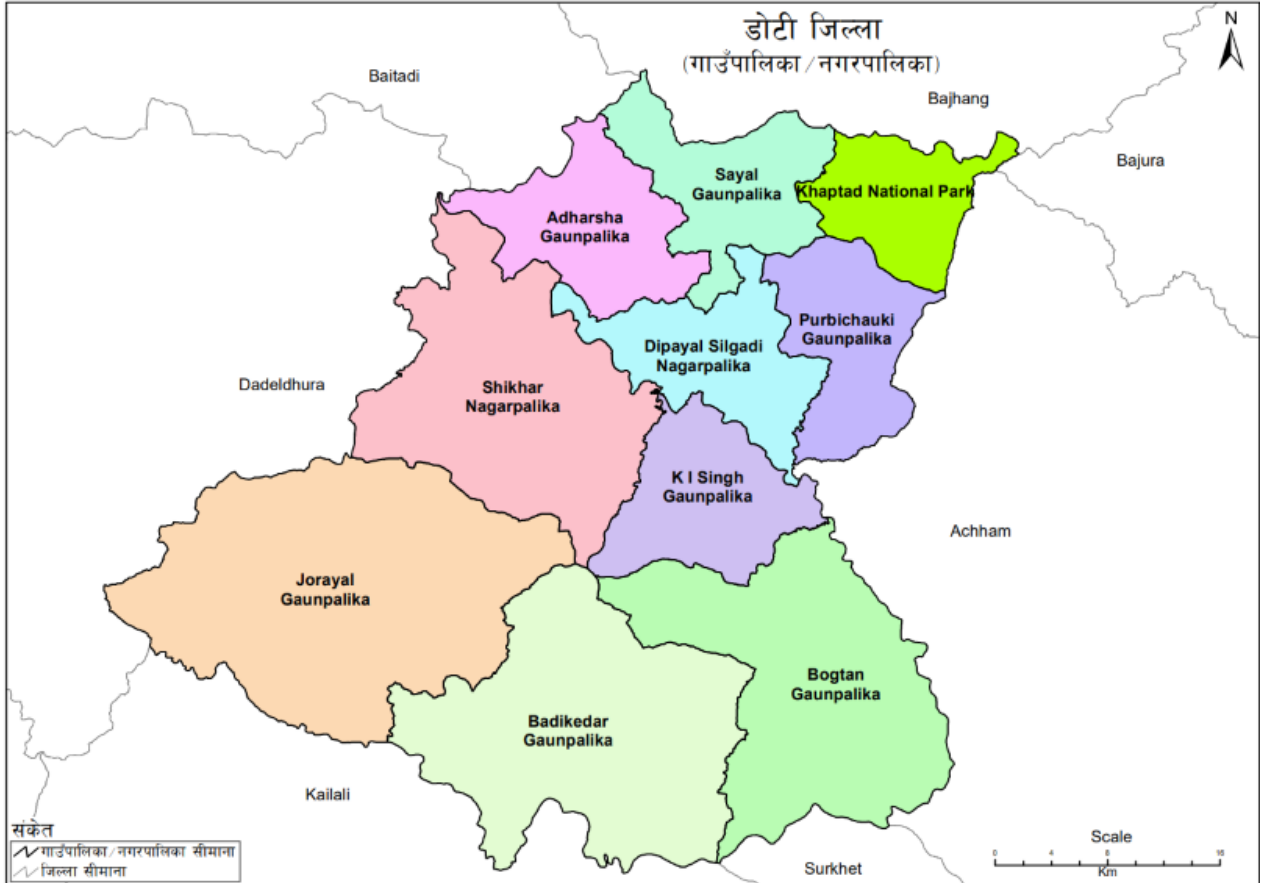 डोटी जिल्ला
(गाउँपालिका/नगरपालिका)
N
Baitadi
Bajhang
Bajura
Sayal
Gaunpalika
Khaptad National Park
Adharsha
Gaunpalika
Purbichauki
Gaunpalika
Dipayal Silgadi
Nagarpalika
Dadeldhura
Shikhar
Nagarpalika
K I Singh
Gaunpalika
Achham
Jorayal
Gaunpalika
Bogtan
Gaunpalika
Badikedar
Gaunpalika
Kailali
Surkhet
संकेत
गाउँपालिका/नगरपालिका सीमाना
जिल्ला सीमाना
Scale
0 4 8 16
Km